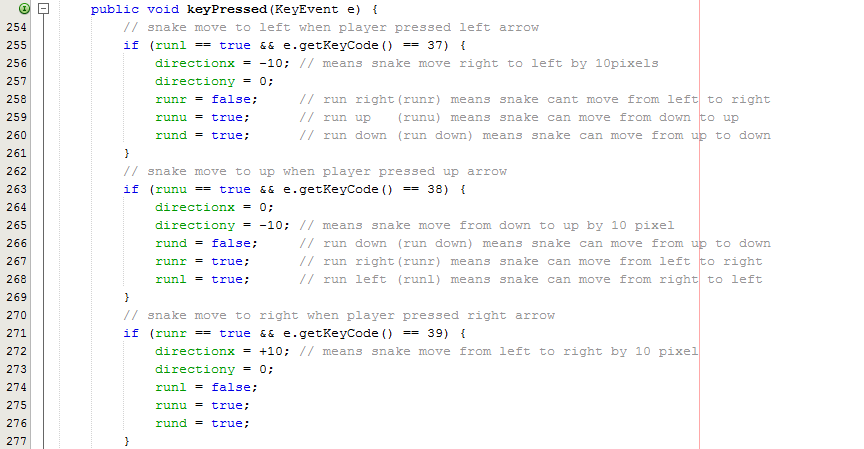 public void keyPressed(KeyEvent e) {
254 // snake move to left when player pressed left arrow
255 if (runl == true && e.getKeyCode() == 37) {
256 directionx = -10; // means snake move right to left by 10pixels
257 directiony = 0;
258 runr = false; // run right(runr) means snake cant move from left to right
259 runu = true; // run up (runu) means snake can move from down to up
260 rund = true; // run down (run down) means snake can move from up to down
261 }
262 // snake move to up when player pressed up arrow
263 if (runu == true && e.getKeyCode() == 38) {
264 directionx = 0;
265 directiony = -10; // means snake move from down to up by 10 pixel
266 rund = false; // run down (run down) means snake can move from up to down
267 runr = true; // run right(runr) means snake can move from left to right
268 runl = true; // run left (runl) means snake can move from right to left
269 }
270 // snake move to right when player pressed right arrow
271 if (runr == true && e.getKeyCode() == 39) {
272 directionx = +10; // means snake move from left to right by 10 pixel
273 directiony = 0;
274 runl = false;
275 runu = true;
276 rund = true;
277 }